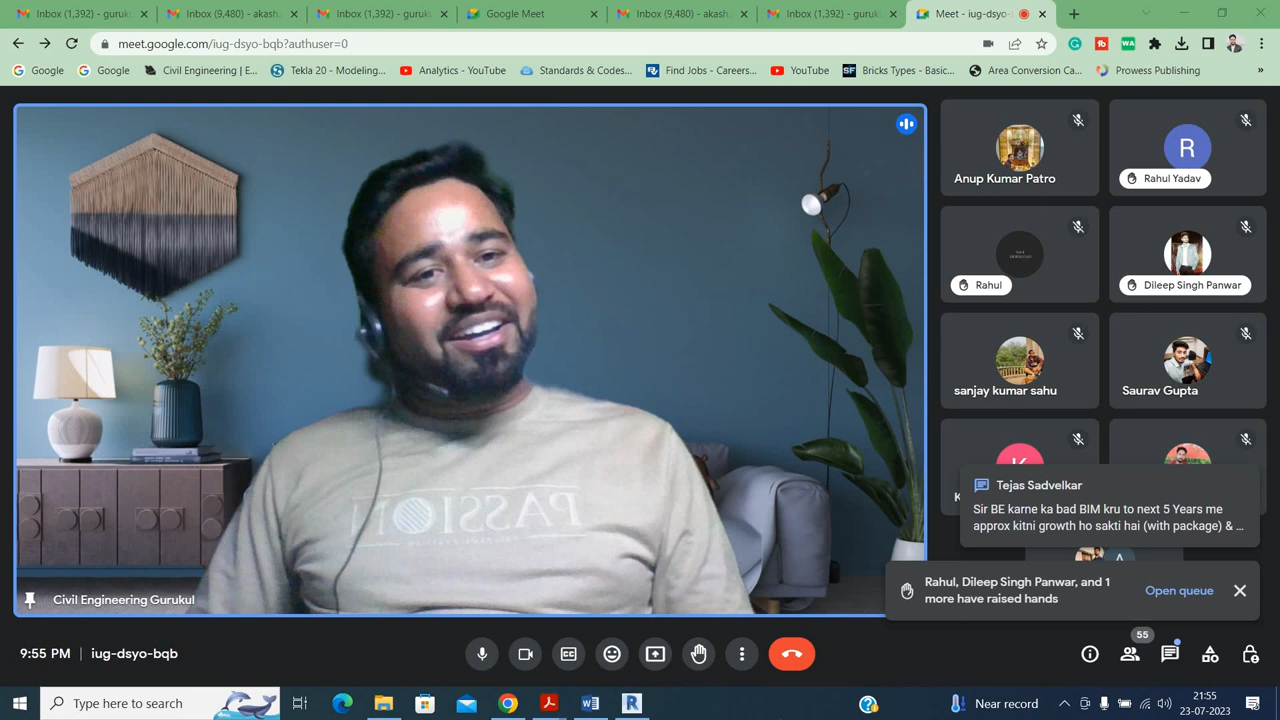 Inbox (1,392) - guruku
Inbox (9,480) - akash.
Inbox (1,392) - guruku
Google Meet
Inbox (9,480) - akash.
Inbox (1,392) - guruku
Meet - iug-dsyo-
meet.google.com/iug-dsyo-bqb?authuser=0
Google
Google
Civil Engineering | E...
Tekla 20 - Modeling...
Analytics - YouTube
Standards & Codes...
Find Jobs - Careers...
YouTube
Bricks Types - Basic...
Area Conversion Ca...
Prowess Publishing
»
Anup Kumar Patro
R
Rahul Yadav
Rahul
Dileep Singh Panwar
sanjay kumar sahu
Saurav Gupta
K
Tejas Sadvelkar
Sir BE karne ka bad BIM kru to next 5 Years me
approx kitni growth ho sakti hai (with package) & ...
A
Rahul, Dileep Singh Panwar, and 1
more have raised hands
Open queue
PASSION
Civil Engineering Gurukul
9:55 PM | iug-dsyo-bqb
55
Type here to search
Near record
21:55
23-07-2023